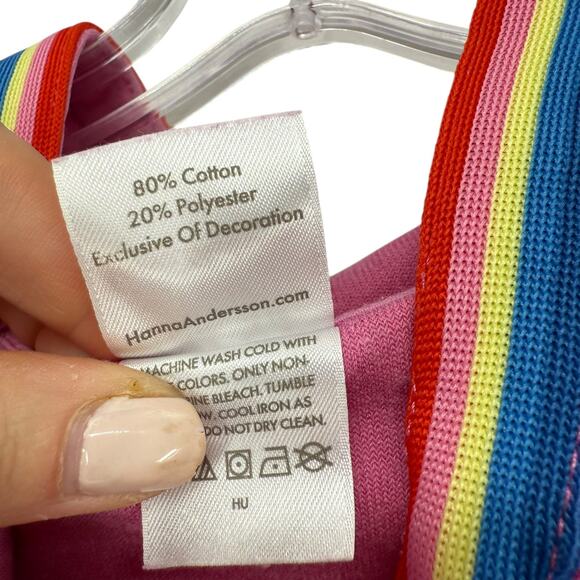 80% Cotton
20% Polyester
Exclusive Of Decoration
HannaAndersson.com
MACHINE WASH COLD WITH
COLORS. ONLY NON.
BLEACH. TUMBLE
COOL IRON AS
DO NOT DRY CLEAN.
HU